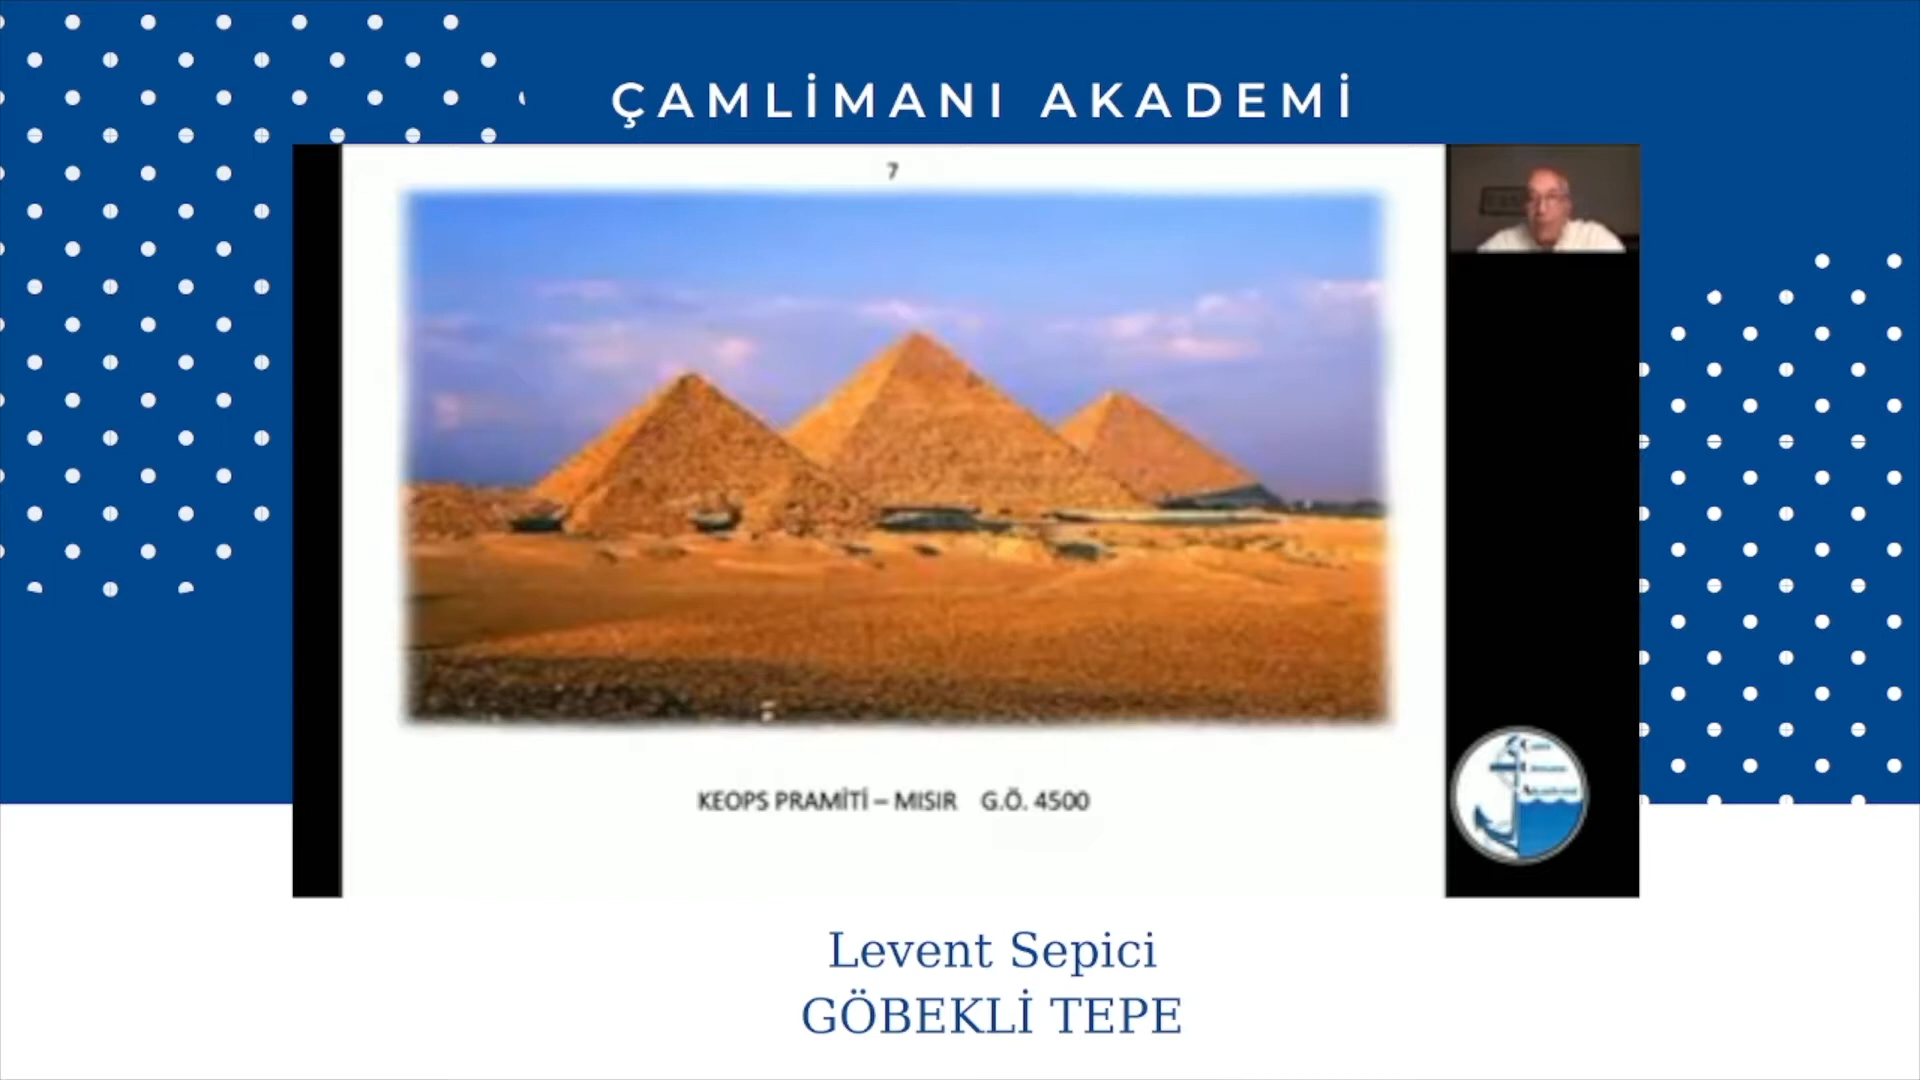 ÇAMLİMANI AKADEMİ
7
KEOPS PRAMİTİ – MISIR G.Ö. 4500
Levent Sepici
GÖBEKLİ TEPE